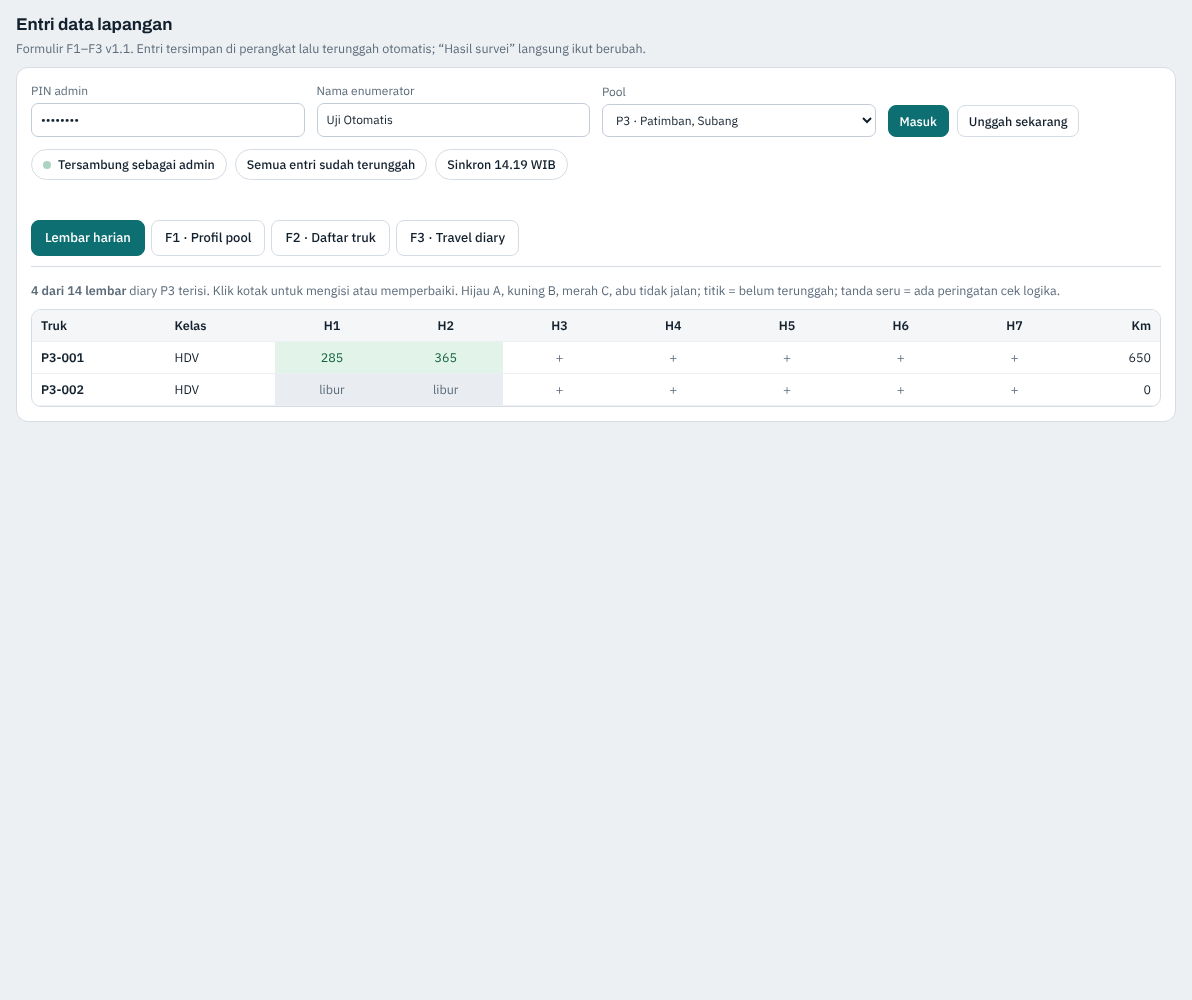 Entri data lapangan
Formulir F1–F3 v1.1. Entri tersimpan di perangkat lalu terunggah otomatis; “Hasil survei” langsung ikut berubah.
PIN admin Nama enumerator Pool
•••••••• Uji Otomatis P3 · Patimban, Subang Masuk Unggah sekarang
Tersambung sebagai admin Semua entri sudah terunggah Sinkron 14.19 WIB
Lembar harian F1 · Profil pool F2 · Daftar truk F3 · Travel diary
4 dari 14 lembar diary P3 terisi. Klik kotak untuk mengisi atau memperbaiki. Hijau A, kuning B, merah C, abu tidak jalan; titik = belum terunggah; tanda seru = ada peringatan cek logika.
Truk Kelas H1 H2 H3 H4 H5 H6 H7 Km
P3-001 HDV 285 365 + + + + + 650
P3-002 HDV libur libur + + + + + 0